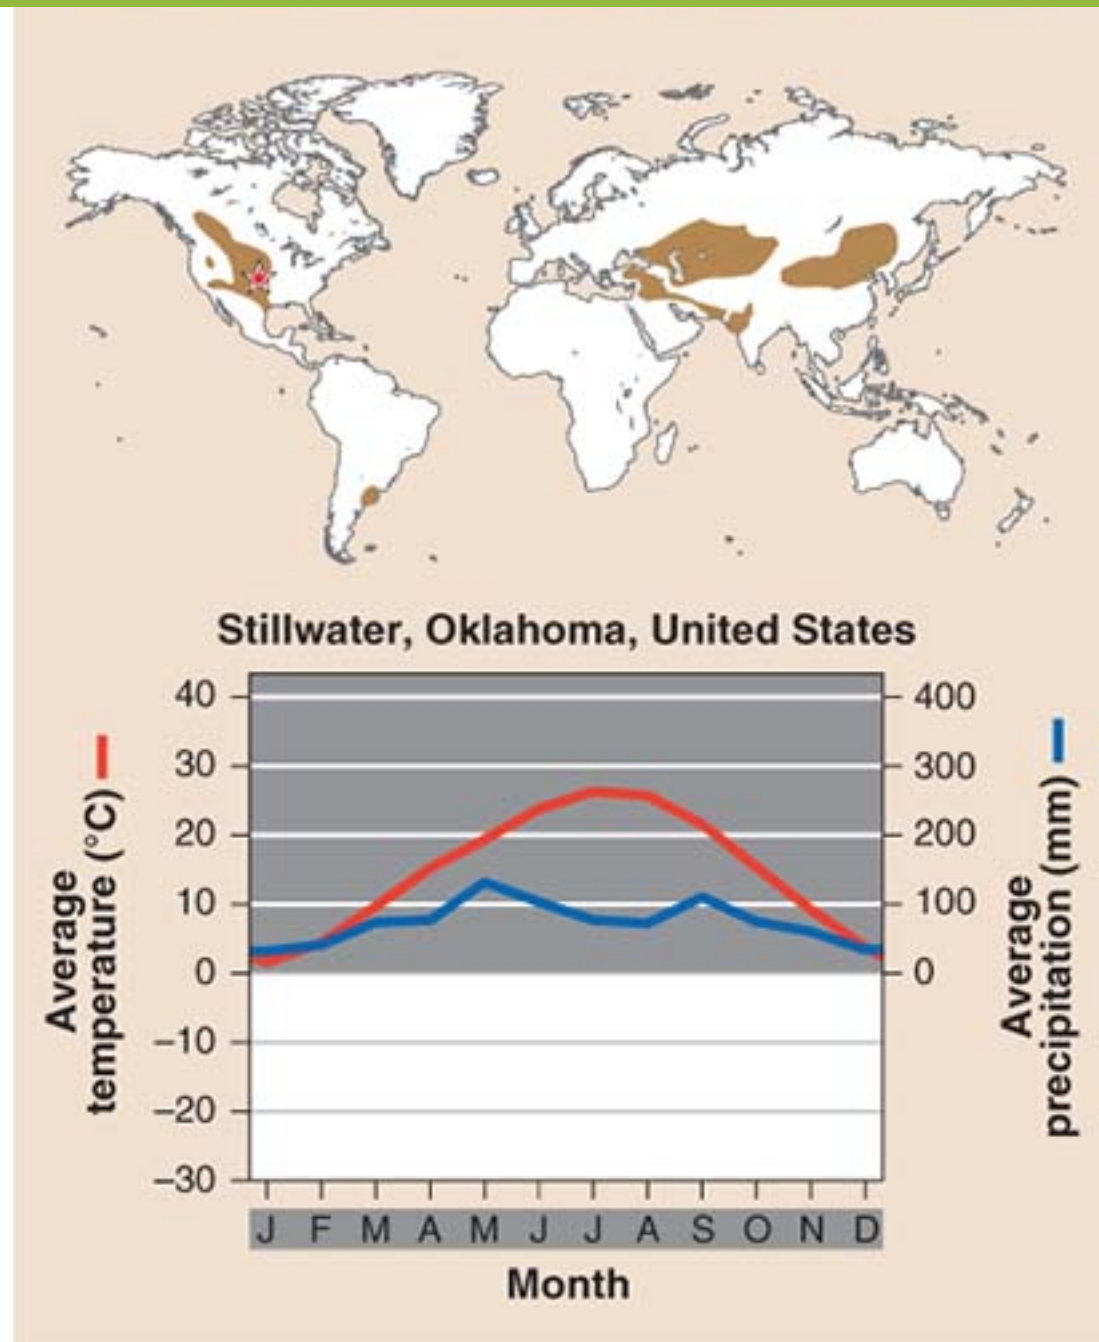 Stillwater, Oklahoma, United States
40
30
20
10
0
–10
–20
–30
400
300
200
100
0
Average
temperature (°C)
Average
precipitation (mm)
J F M A M J J A S O N D
Month